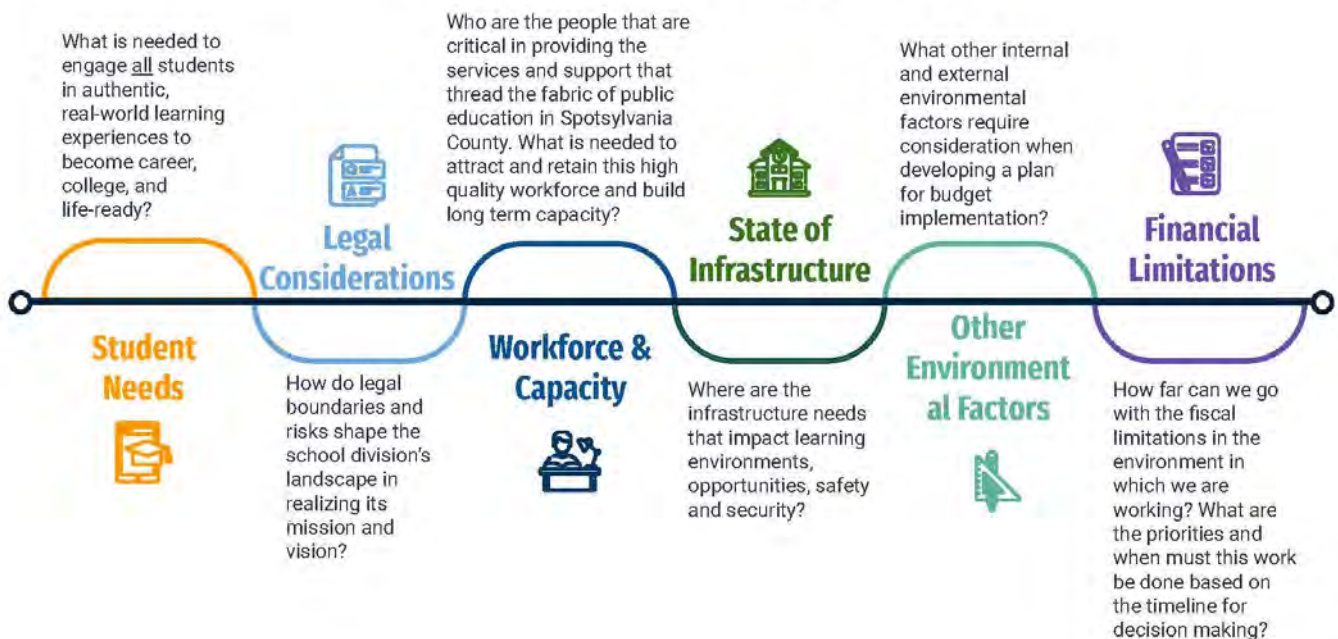 What is needed to
engage all students
in authentic,
real-world learning
experiences to
become career,
college, and
life-ready?
Student
Needs
Legal
Considerations
How do legal
boundaries and
risks shape the
school division's
landscape in
realizing its
mission and
vision?
Who are the people that are
critical in providing the
services and support that
thread the fabric of public
education in Spotsylvania
County. What is needed to
attract and retain this high
quality workforce and build
long term capacity?
Workforce &
Capacity
State of
Infrastructure
Where are the
infrastructure needs
that impact learning
environments,
opportunities, safety
and security?
What other internal
and external
environmental
factors require
consideration when
developing a plan
for budget
implementation?
Other
Environment
al Factors
Financial
Limitations
How far can we go
with the fiscal
limitations in the
environment in
which we are
working? What are
the priorities and
when must this work
be done based on
the timeline for
decision making?